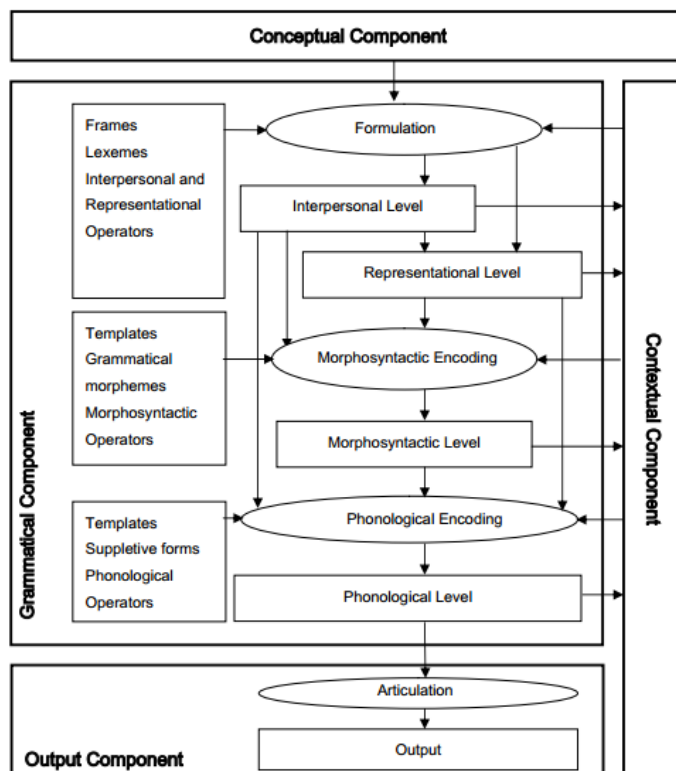 Conceptual Component
Frames
Lexemes
Interpersonal and
Representational
Operators
Formulation
Interpersonal Level
Representational Level
Templates
Grammatical
morphemes
Morphosyntactic
Operators
Morphosyntactic Encoding
Morphosyntactic Level
Templates
Suppletive forms
Phonological
Operators
Phonological Encoding
Phonological Level
Grammatical Component
Contextual Component
Articulation
Output
Output Component